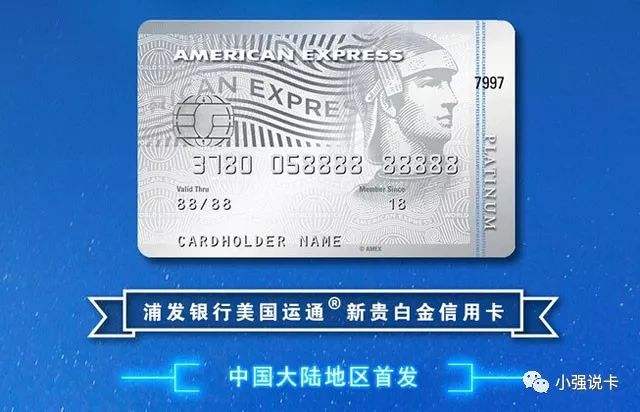 AMERICAN EXPRESS
RICAN EXPRES
7997
3780 058888 88888
Valid Thru
Member Since
88/88
18
PLATINUM
CARDHOLDER NAME
© AMEX
浦发银行美国运通®新贵白金信用卡
中国大陆地区首发
小强说卡